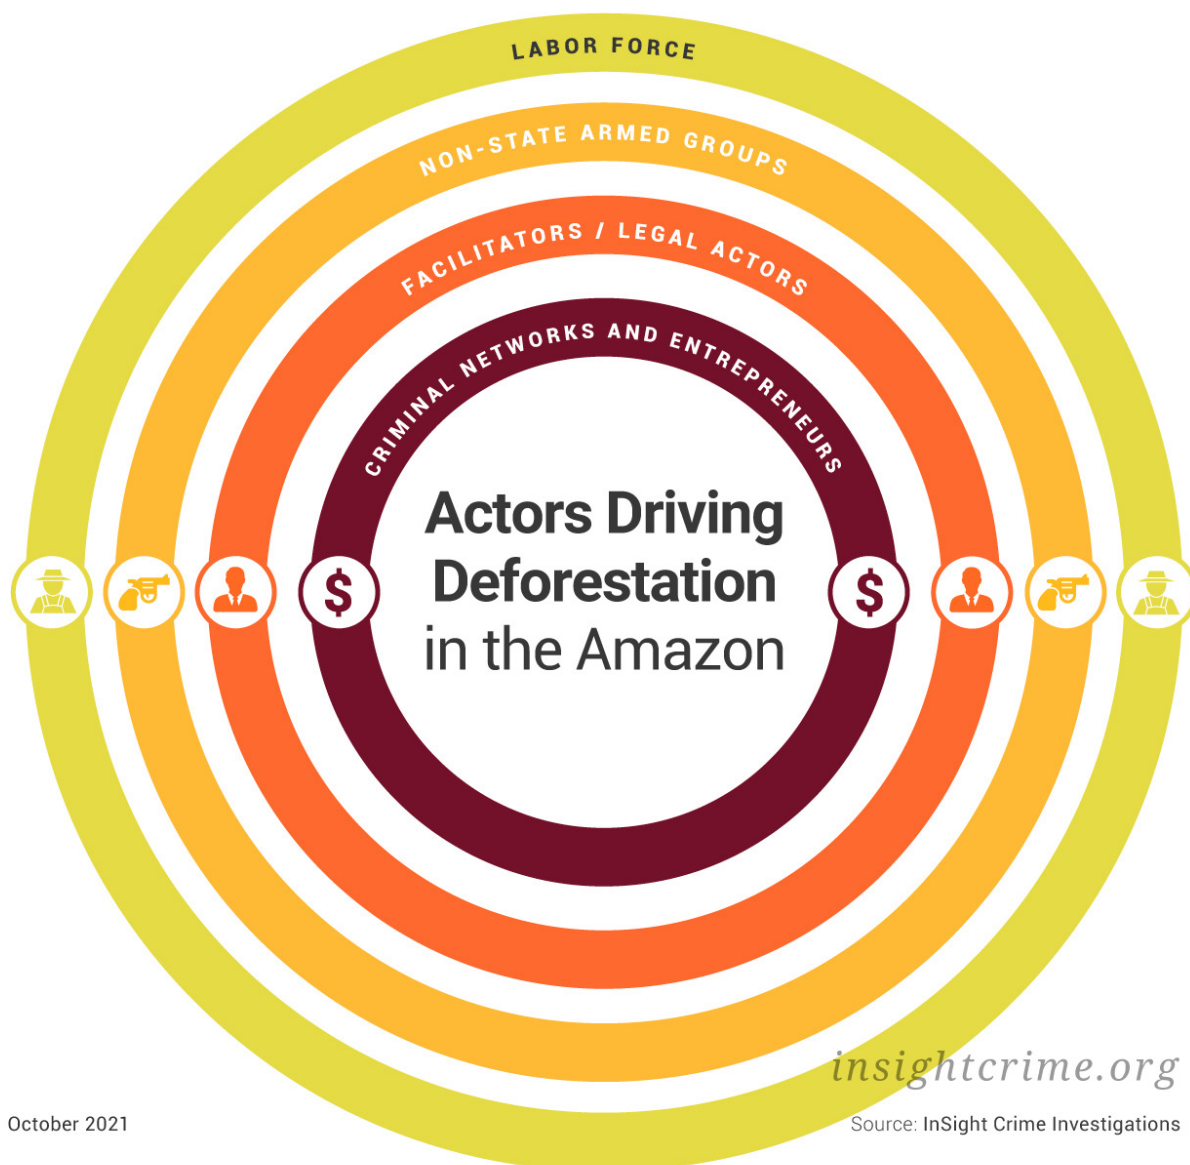 LABOR FORCE
NON-STATE ARMED GROUPS
FACILITATORS / LEGAL ACTORS
CRIMINAL NETWORKS AND ENTREPRENEURS
Actors Driving
Deforestation
in the Amazon
$ $
insightcrime.org
October 2021
Source: InSight Crime Investigations